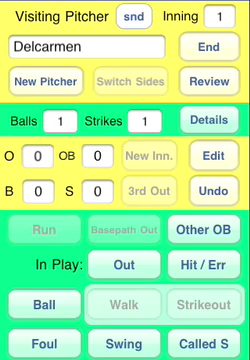 Visiting Pitcher snd Inning 1
Delcarmen End
New Pitcher Switch Sides Review
Balls 1 Strikes 1 Details
O 0 OB 0 New Inn. Edit
B 0 S 0 3rd Out Undo
Run Basepath Out Other OB
In Play: Out Hit / Err
Ball Walk Strikeout
Foul Swing Called S